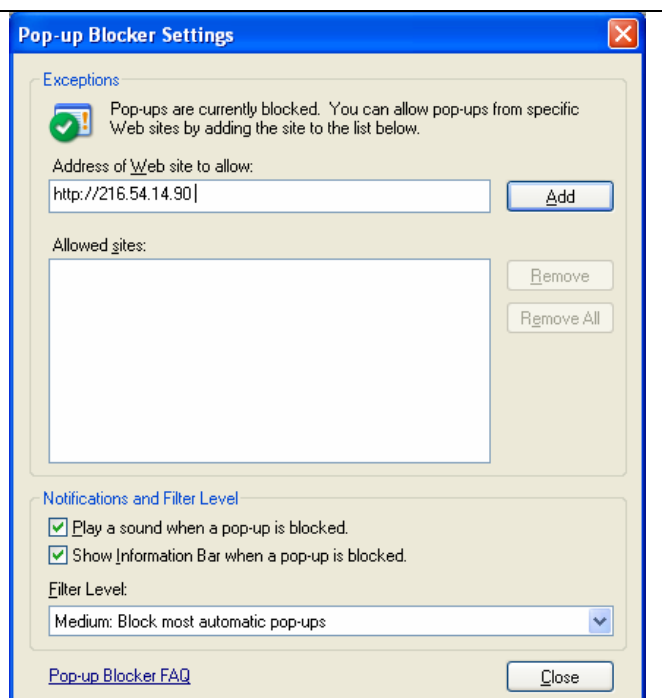 Pop-up Blocker Settings
Exceptions
Pop-ups are currently blocked. You can allow pop-ups from specific
Web sites by adding the site to the list below.
Address of Web site to allow:
http://216.54.14.90
Add
Allowed sites:
Remove
Remove All
Notifications and Filter Level
Play a sound when a pop-up is blocked.
Show Information Bar when a pop-up is blocked.
Filter Level:
Medium: Block most automatic pop-ups
Pop-up Blocker FAQ
Close